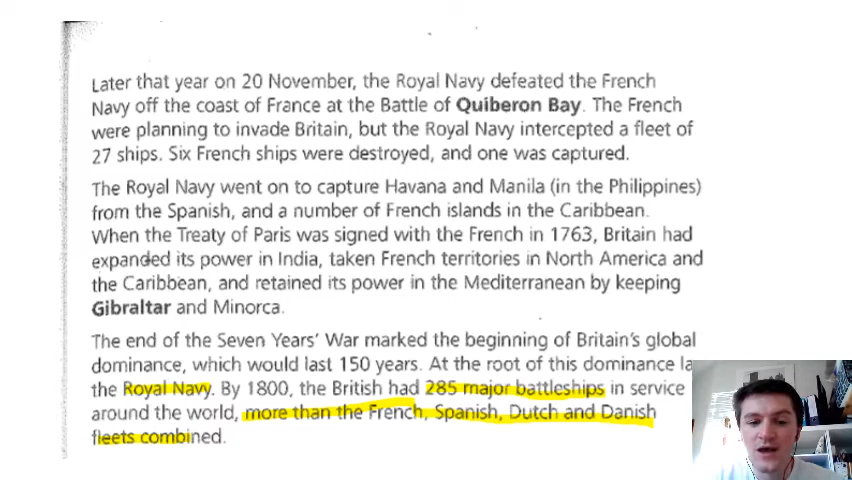 Later that year on 20 November, the Royal Navy defeated the French
Navy off the coast of France at the Battle of Quiberon Bay. The French
were planning to invade Britain, but the Royal Navy intercepted a fleet of
27 ships. Six French ships were destroyed, and one was captured.
The Royal Navy went on to capture Havana and Manila (in the Philippines)
from the Spanish, and a number of French islands in the Caribbean.
When the Treaty of Paris was signed with the French in 1763, Britain had
expanded its power in India, taken French territories in North America and
the Caribbean, and retained its power in the Mediterranean by keeping
Gibraltar and Minorca.
The end of the Seven Years' War marked the beginning of Britain's global
dominance, which would last 150 years. At the root of this dominance la
the Royal Navy. By 1800, the British had 285 major battleships in service
around the world, more than the French, Spanish, Dutch and Danish
fleets combined.